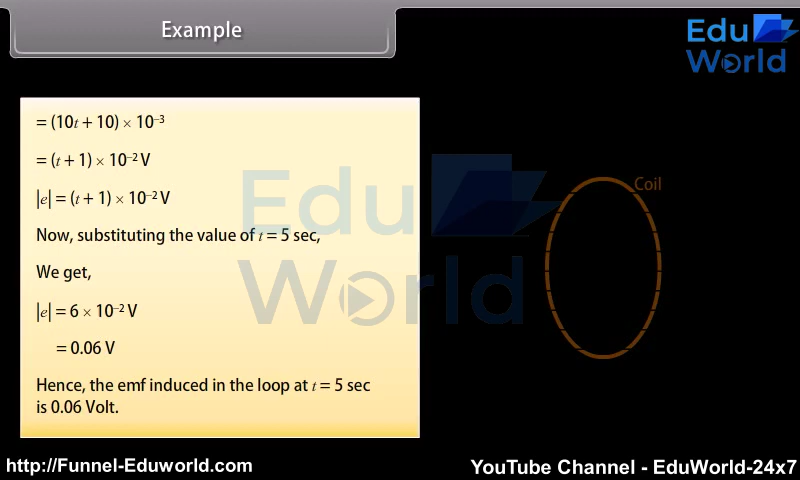 Example
Edu
World
= (10t + 10) × 10⁻³
= (t + 1) × 10⁻² V
|e| = (t + 1) × 10⁻² V
Now, substituting the value of t = 5 sec,
We get,
|e| = 6 × 10⁻² V
= 0.06 V
Hence, the emf induced in the loop at t = 5 sec
is 0.06 Volt.
Edu
World
Coil
http://Funnel-Eduworld.com
YouTube Channel - EduWorld-24x7